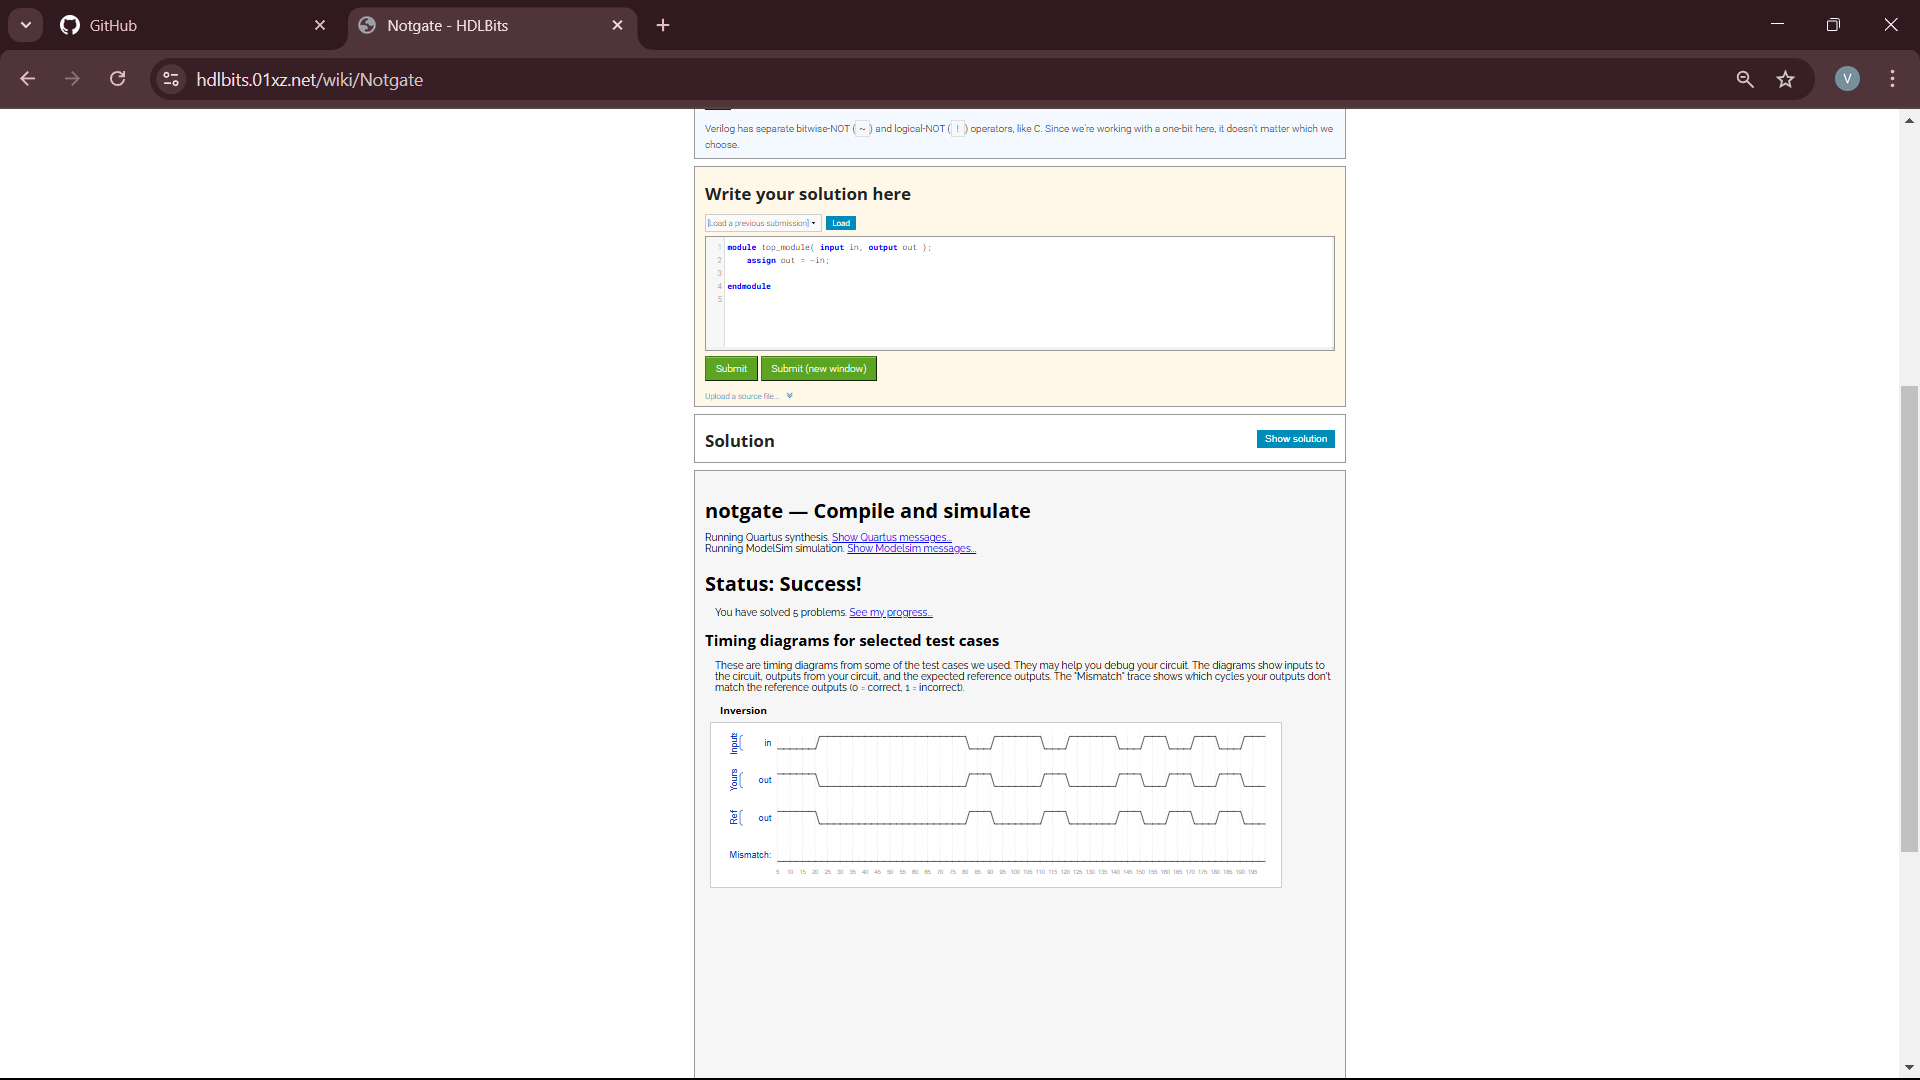 GitHub
Notgate - HDLBits
hdlbits.01xz.net/wiki/Notgate
V
Verilog has separate bitwise-NOT ( ~ ) and logical-NOT ( ! ) operators, like C. Since we're working with a one-bit here, it doesn't matter which we
choose.
Write your solution here
[Load a previous submission]
Load
1 module top_module( input in, output out );
2 assign out = ~in;
3
4 endmodule
5
Submit
Submit (new window)
Upload a source file...
Solution
Show solution
notgate — Compile and simulate
Running Quartus synthesis. Show Quartus messages...
Running ModelSim simulation. Show Modelsim messages...
Status: Success!
You have solved 5 problems. See my progress...
Timing diagrams for selected test cases
These are timing diagrams from some of the test cases we used. They may help you debug your circuit. The diagrams show inputs to
the circuit, outputs from your circuit, and the expected reference outputs. The "Mismatch" trace shows which cycles your outputs don't
match the reference outputs (0 = correct, 1 = incorrect).
Inversion
Inputs in
Yours out
Ref out
Mismatch:
5 10 15 20 25 30 35 40 45 50 55 60 65 70 75 80 85 90 95 100 105 110 115 120 125 130 135 140 145 150 155 160 165 170 175 180 185 190 195